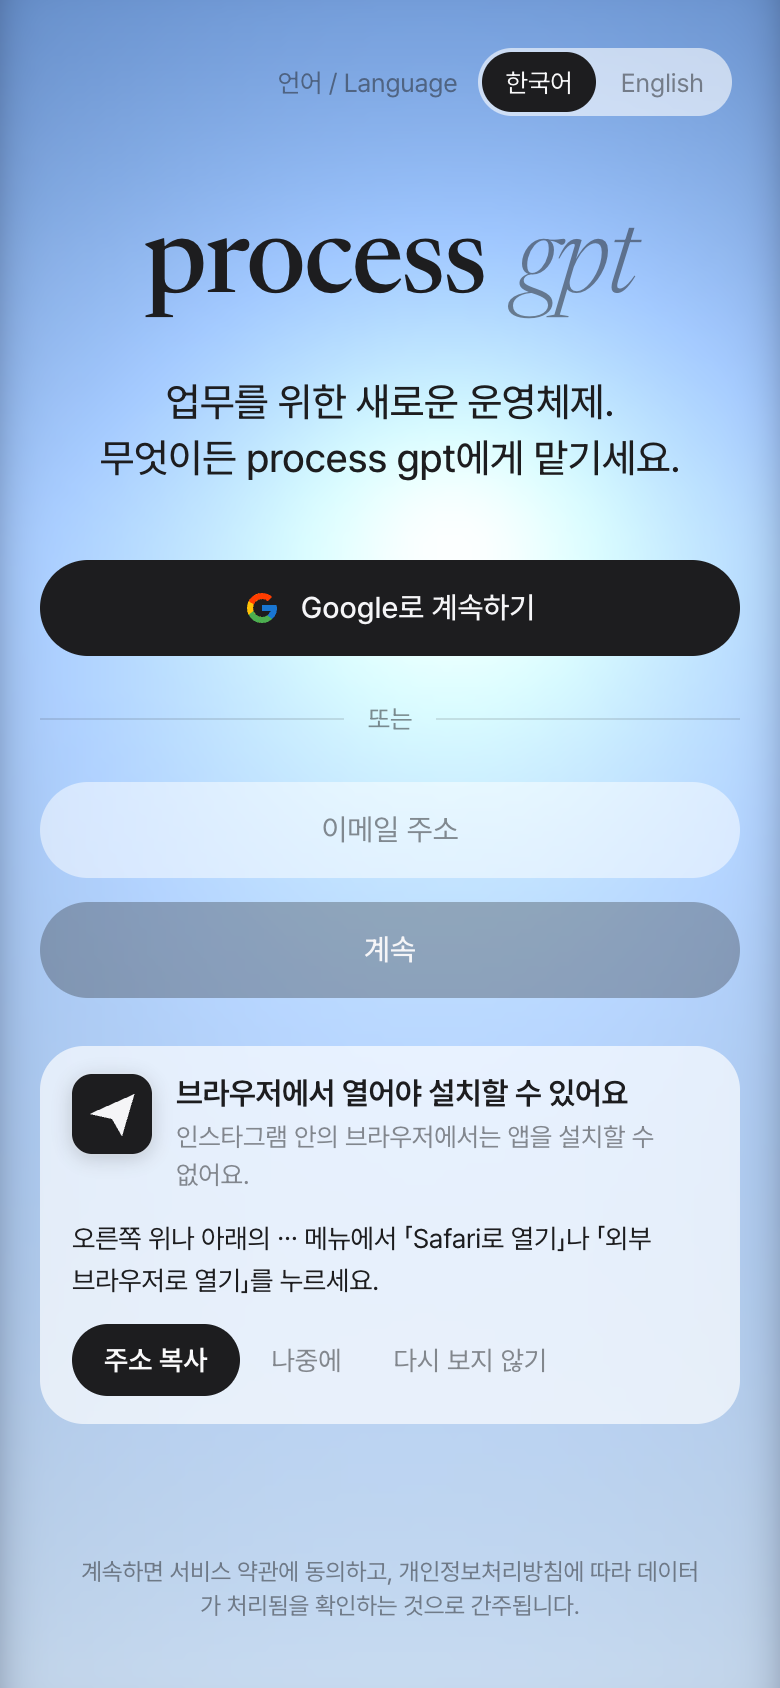 언어 / Language 한국어 English
process gpt
업무를 위한 새로운 운영체제.
무엇이든 process gpt에게 맡기세요.
Google로 계속하기
또는
이메일 주소
계속
브라우저에서 열어야 설치할 수 있어요
인스타그램 안의 브라우저에서는 앱을 설치할 수
없어요.
오른쪽 위나 아래의 ··· 메뉴에서 「Safari로 열기」나 「외부
브라우저로 열기」를 누르세요.
주소 복사 나중에 다시 보지 않기
계속하면 서비스 약관에 동의하고, 개인정보처리방침에 따라 데이터
가 처리됨을 확인하는 것으로 간주됩니다.